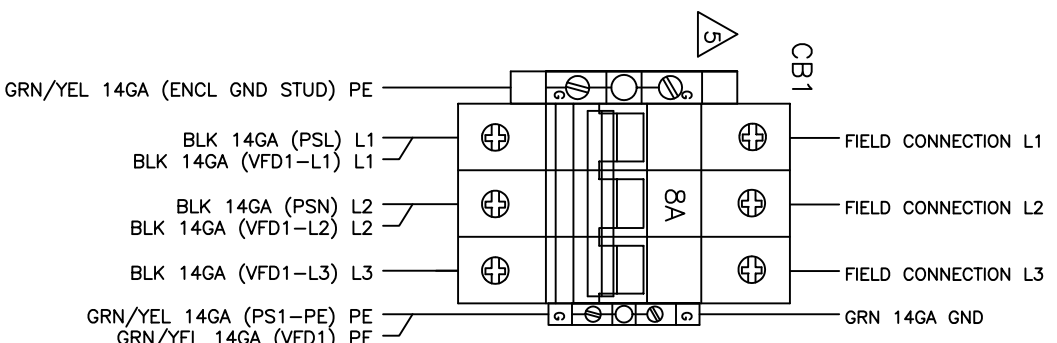 5
CB1
GRN/YEL 14GA (ENCL GND STUD) PE
G
G
BLK 14GA (PSL) L1
BLK 14GA (VFD1-L1) L1
FIELD CONNECTION L1
BLK 14GA (PSN) L2
BLK 14GA (VFD1-L2) L2
8A
FIELD CONNECTION L2
BLK 14GA (VFD1-L3) L3
FIELD CONNECTION L3
GRN/YEL 14GA (PS1-PE) PE
G
G
GRN 14GA GND
GRN/YEL 14GA (VFD1) PE